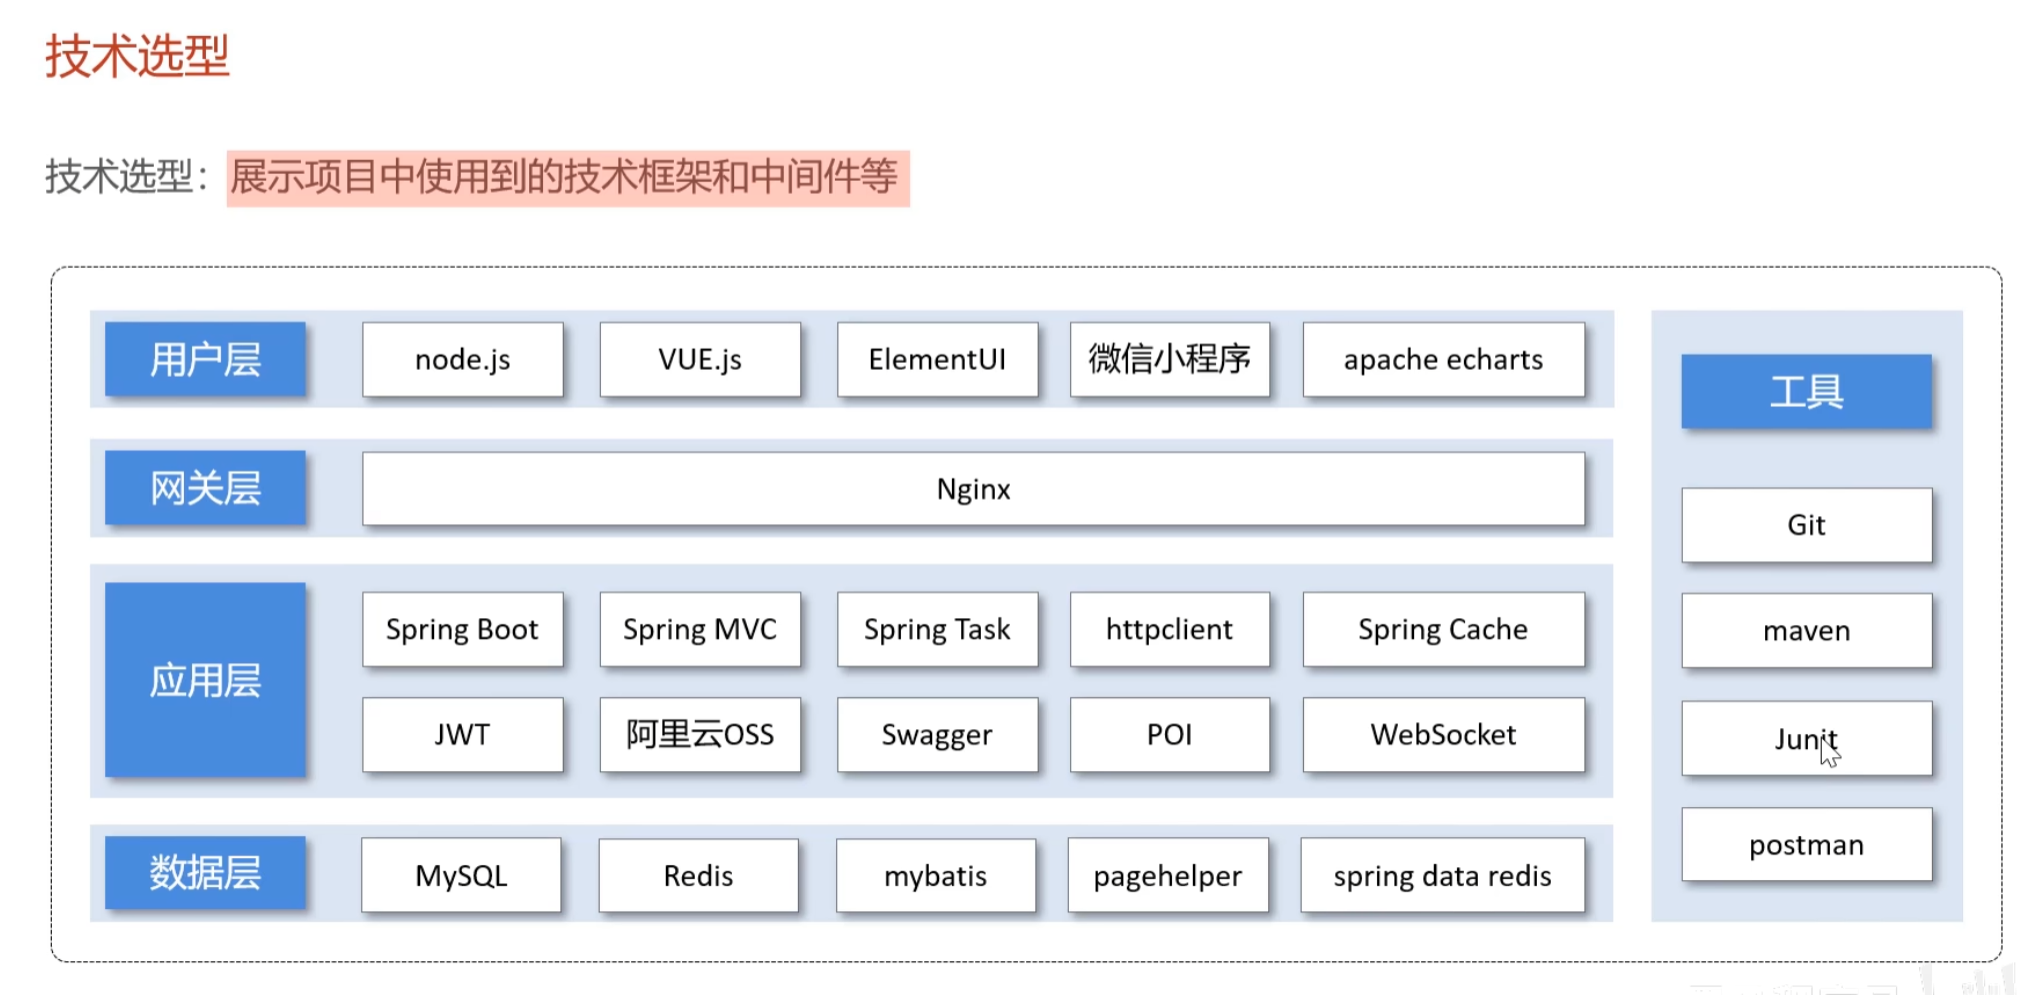 技术选型
技术选型：展示项目中使用到的技术框架和中间件等
用户层 node.js VUE.js ElementUI 微信小程序 apache echarts
网关层 Nginx
应用层
Spring Boot Spring MVC Spring Task httpclient Spring Cache
JWT 阿里云OSS Swagger POI WebSocket
数据层 MySQL Redis mybatis pagehelper spring data redis
工具
Git
maven
Junit
postman